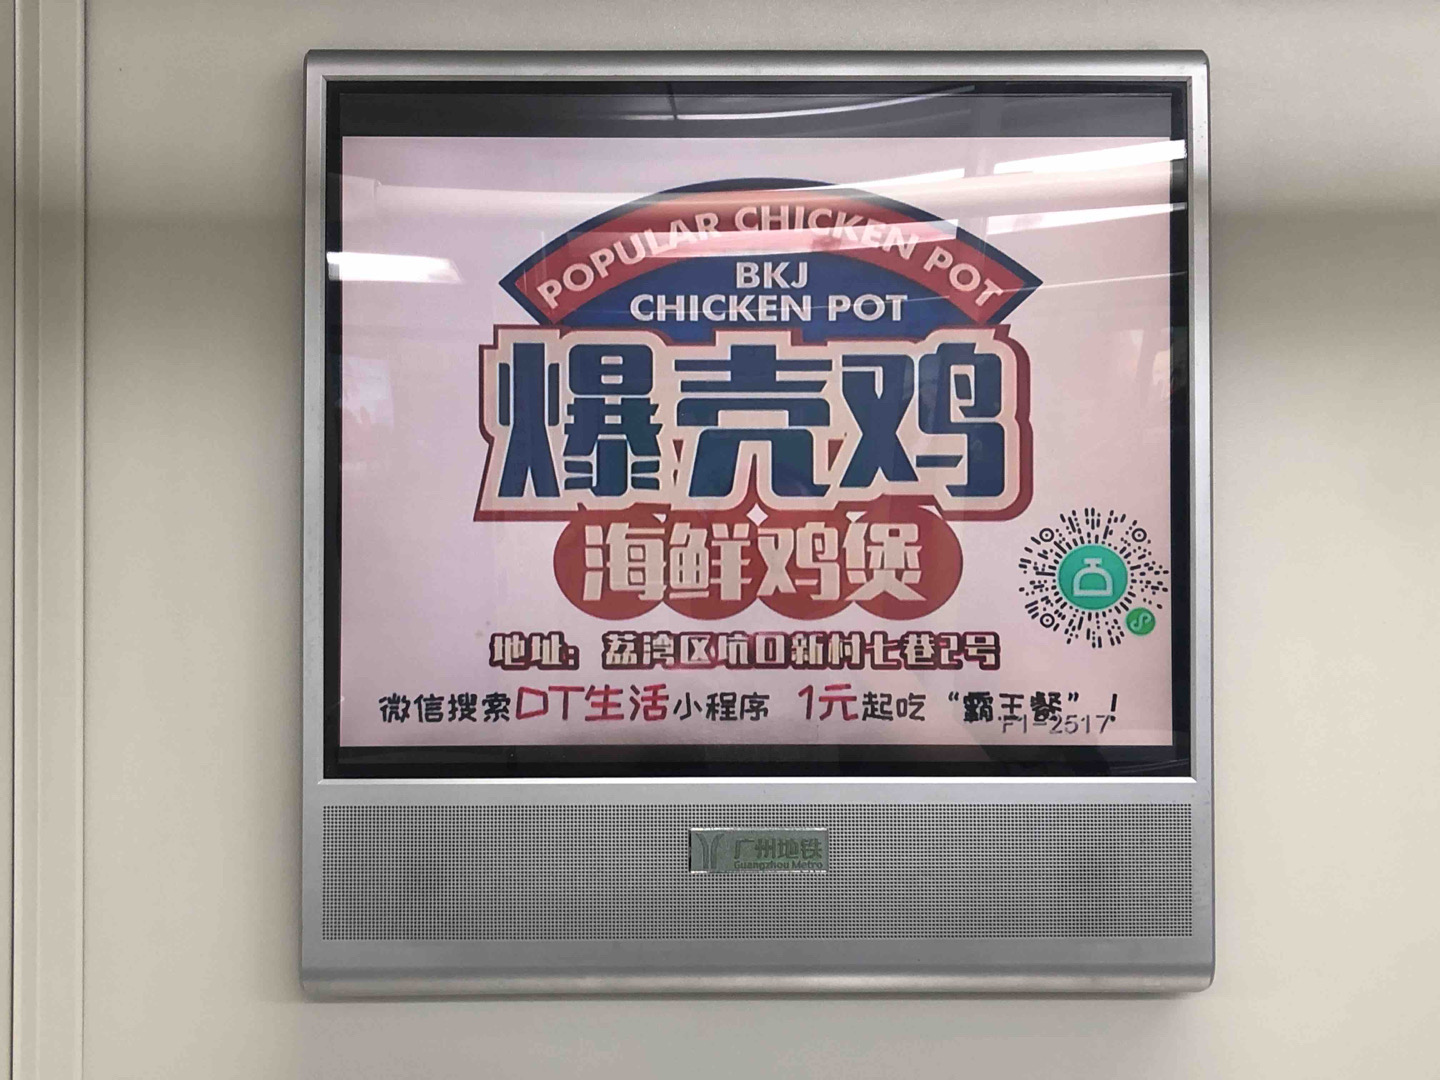 POPULAR CHICKEN POT
BKJ
CHICKEN POT
爆壳鸡
海鲜鸡煲
地址：荔湾区坑口新村七巷2号
微信搜索DT生活小程序 1元起吃“霸王餐”！
F1-2517
广州地铁
Guangzhou Metro